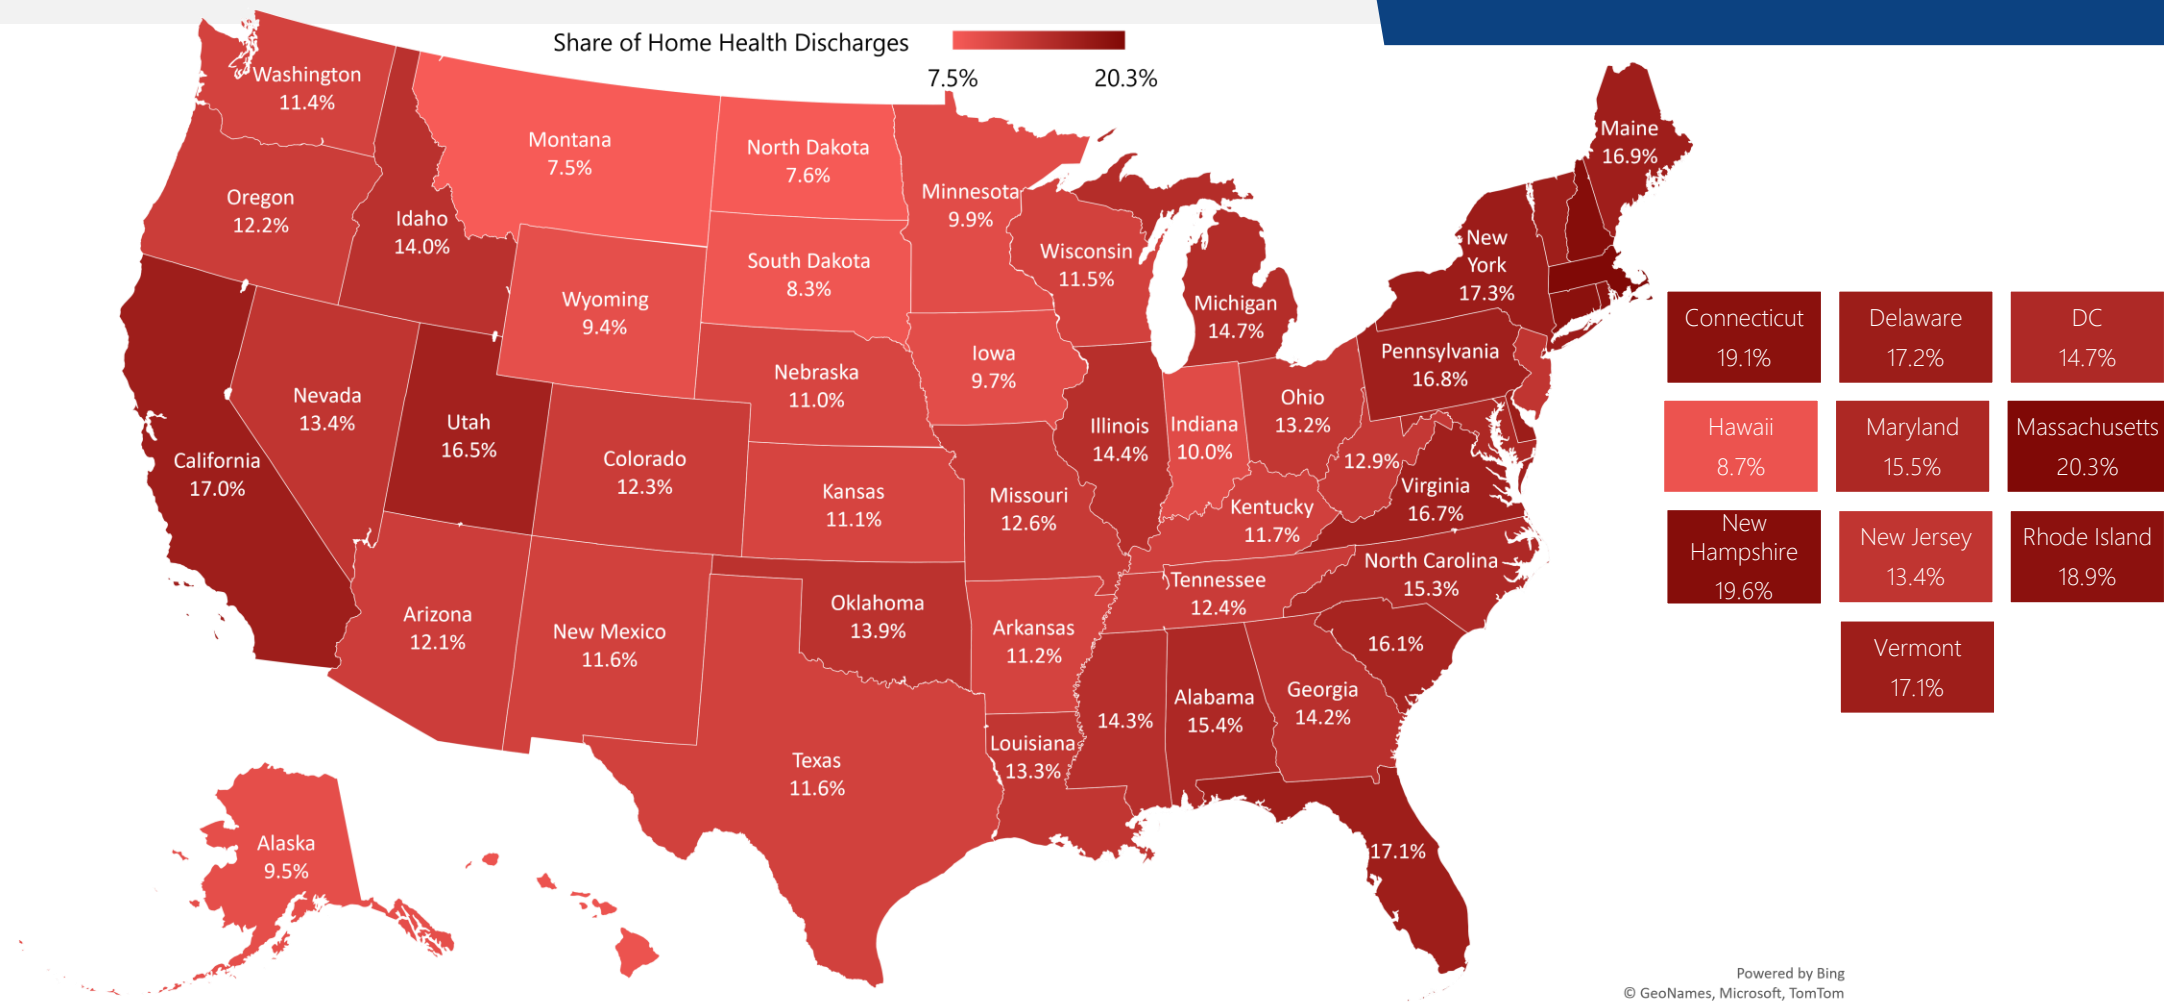 Share of Home Health Discharges
7.5%
20.3%
Washington
11.4%
Montana
7.5%
North Dakota
7.6%
Minnesota
9.9%
Maine
16.9%
Oregon
12.2%
Idaho
14.0%
South Dakota
8.3%
Wisconsin
11.5%
New
York
17.3%
Wyoming
9.4%
Michigan
14.7%
Iowa
9.7%
Pennsylvania
16.8%
Nebraska
11.0%
Nevada
13.4%
Utah
16.5%
Illinois
14.4%
Indiana
10.0%
Ohio
13.2%
California
17.0%
Colorado
12.3%
12.9%
Kansas
11.1%
Missouri
12.6%
Kentucky
11.7%
Virginia
16.7%
Arizona
12.1%
New Mexico
11.6%
Oklahoma
13.9%
Arkansas
11.2%
Tennessee
12.4%
North Carolina
15.3%
16.1%
Texas
11.6%
Louisiana
13.3%
14.3%
Alabama
15.4%
Georgia
14.2%
Alaska
9.5%
17.1%
Connecticut
19.1%
Delaware
17.2%
DC
14.7%
Hawaii
8.7%
Maryland
15.5%
Massachusetts
20.3%
New
Hampshire
19.6%
New Jersey
13.4%
Rhode Island
18.9%
Vermont
17.1%
Powered by Bing
© GeoNames, Microsoft, TomTom